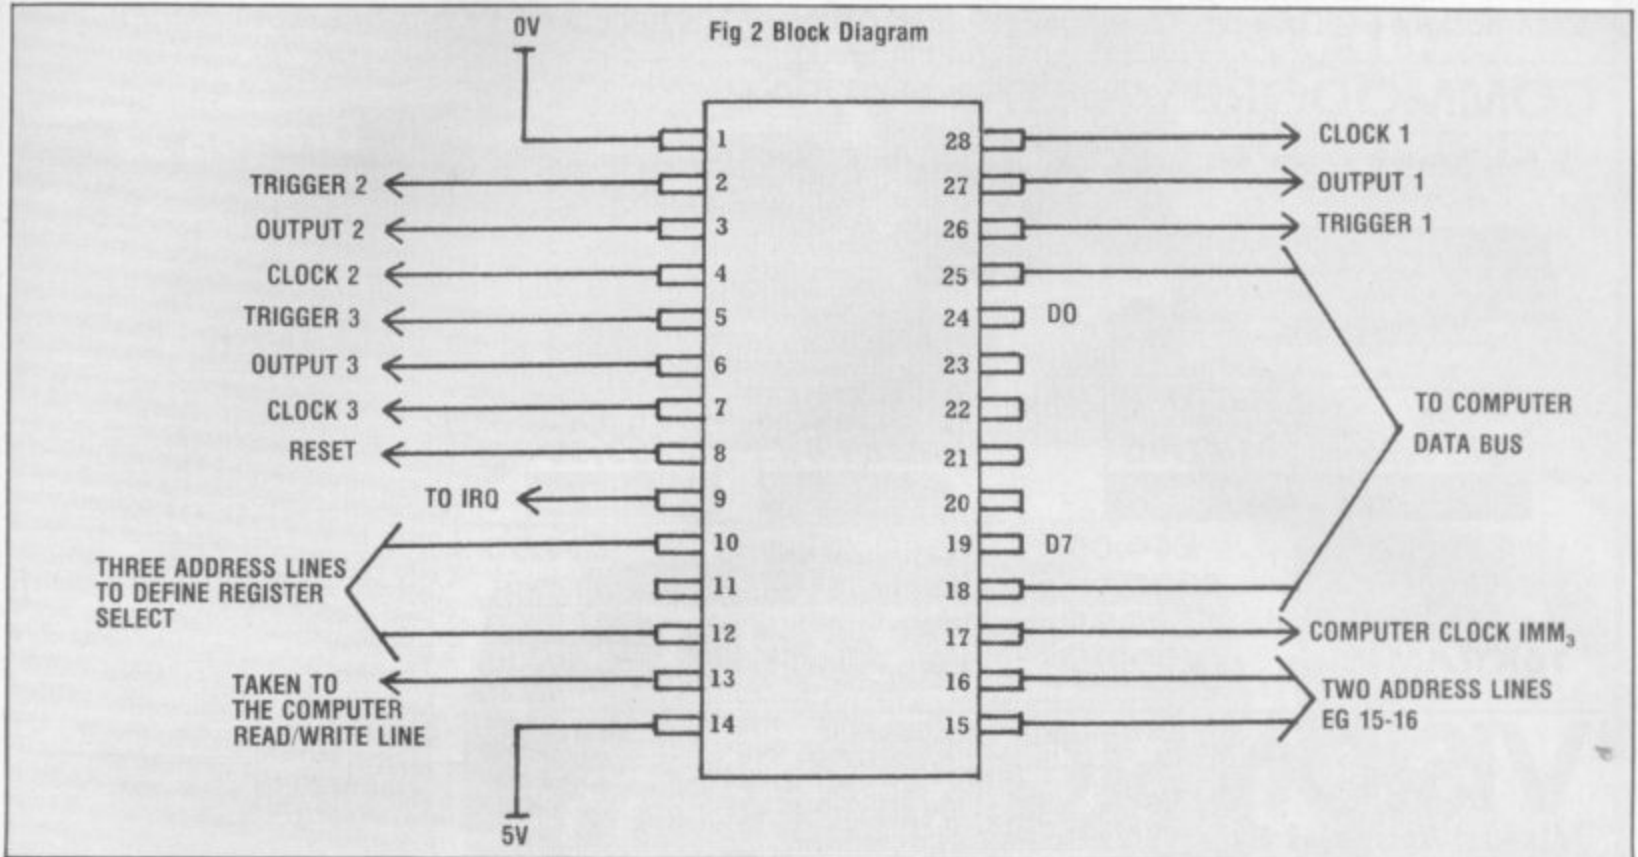 0V
Fig 2 Block Diagram
1
28
CLOCK 1
TRIGGER 2
2
27
OUTPUT 1
OUTPUT 2
3
26
TRIGGER 1
CLOCK 2
4
25
TRIGGER 3
5
24
D0
OUTPUT 3
6
23
CLOCK 3
7
22
TO COMPUTER
DATA BUS
RESET
8
21
TO IRQ
9
20
10
19
D7
THREE ADDRESS LINES
TO DEFINE REGISTER
SELECT
11
18
12
17
COMPUTER CLOCK IMM₃
TAKEN TO
THE COMPUTER
READ/WRITE LINE
13
16
TWO ADDRESS LINES
EG 15-16
14
15
5V